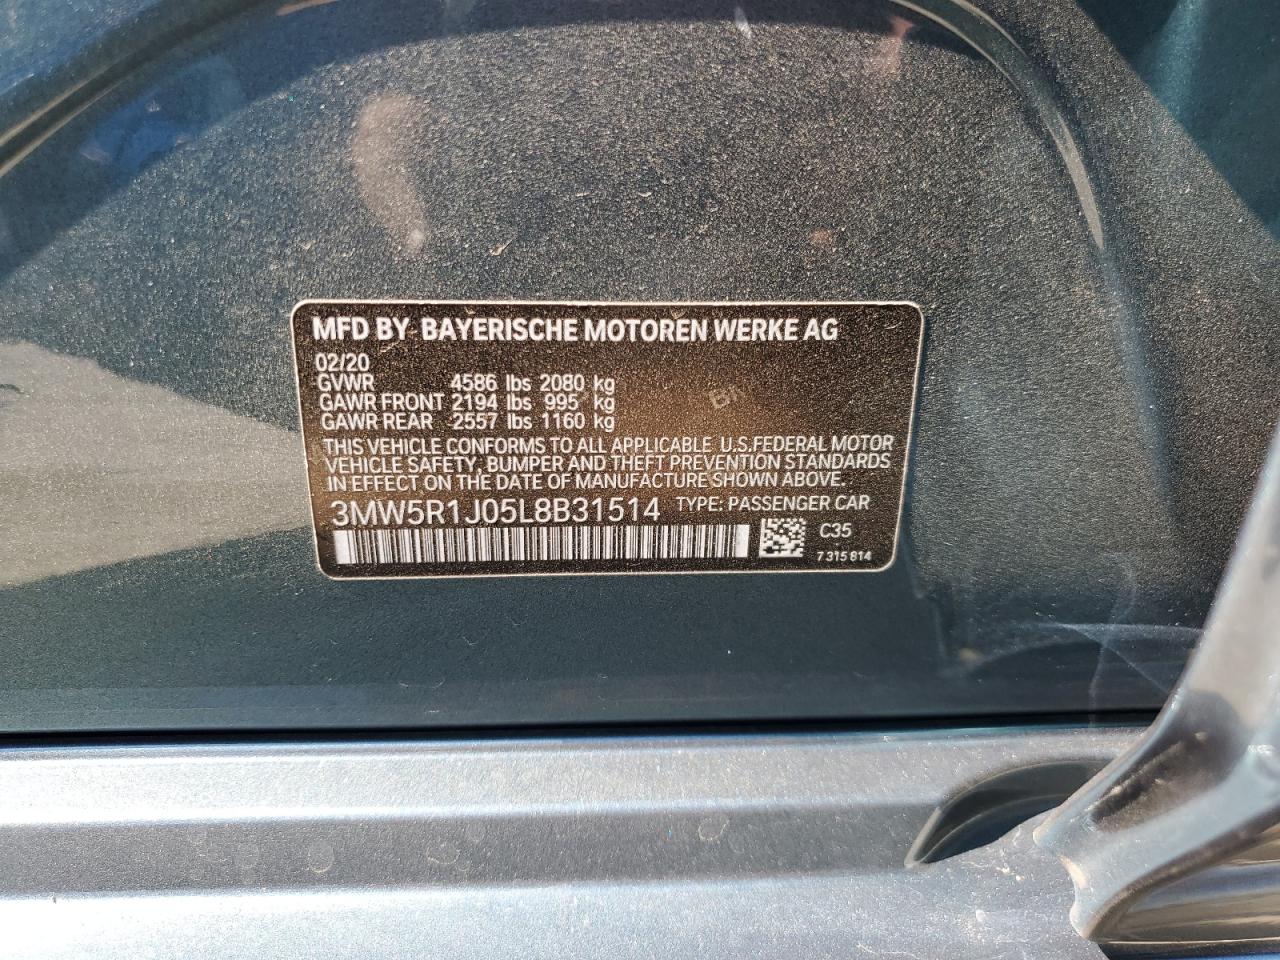 MFD BY BAYERISCHE MOTOREN WERKE AG
02/20
GVWR 4586 lbs 2080 kg
GAWR FRONT 2194 lbs 995 kg
GAWR REAR 2557 lbs 1160 kg
THIS VEHICLE CONFORMS TO ALL APPLICABLE U.S.FEDERAL MOTOR
VEHICLE SAFETY, BUMPER AND THEFT PREVENTION STANDARDS
IN EFFECT ON THE DATE OF MANUFACTURE SHOWN ABOVE.
3MW5R1J05L8B31514 TYPE: PASSENGER CAR
C35
7 315 814